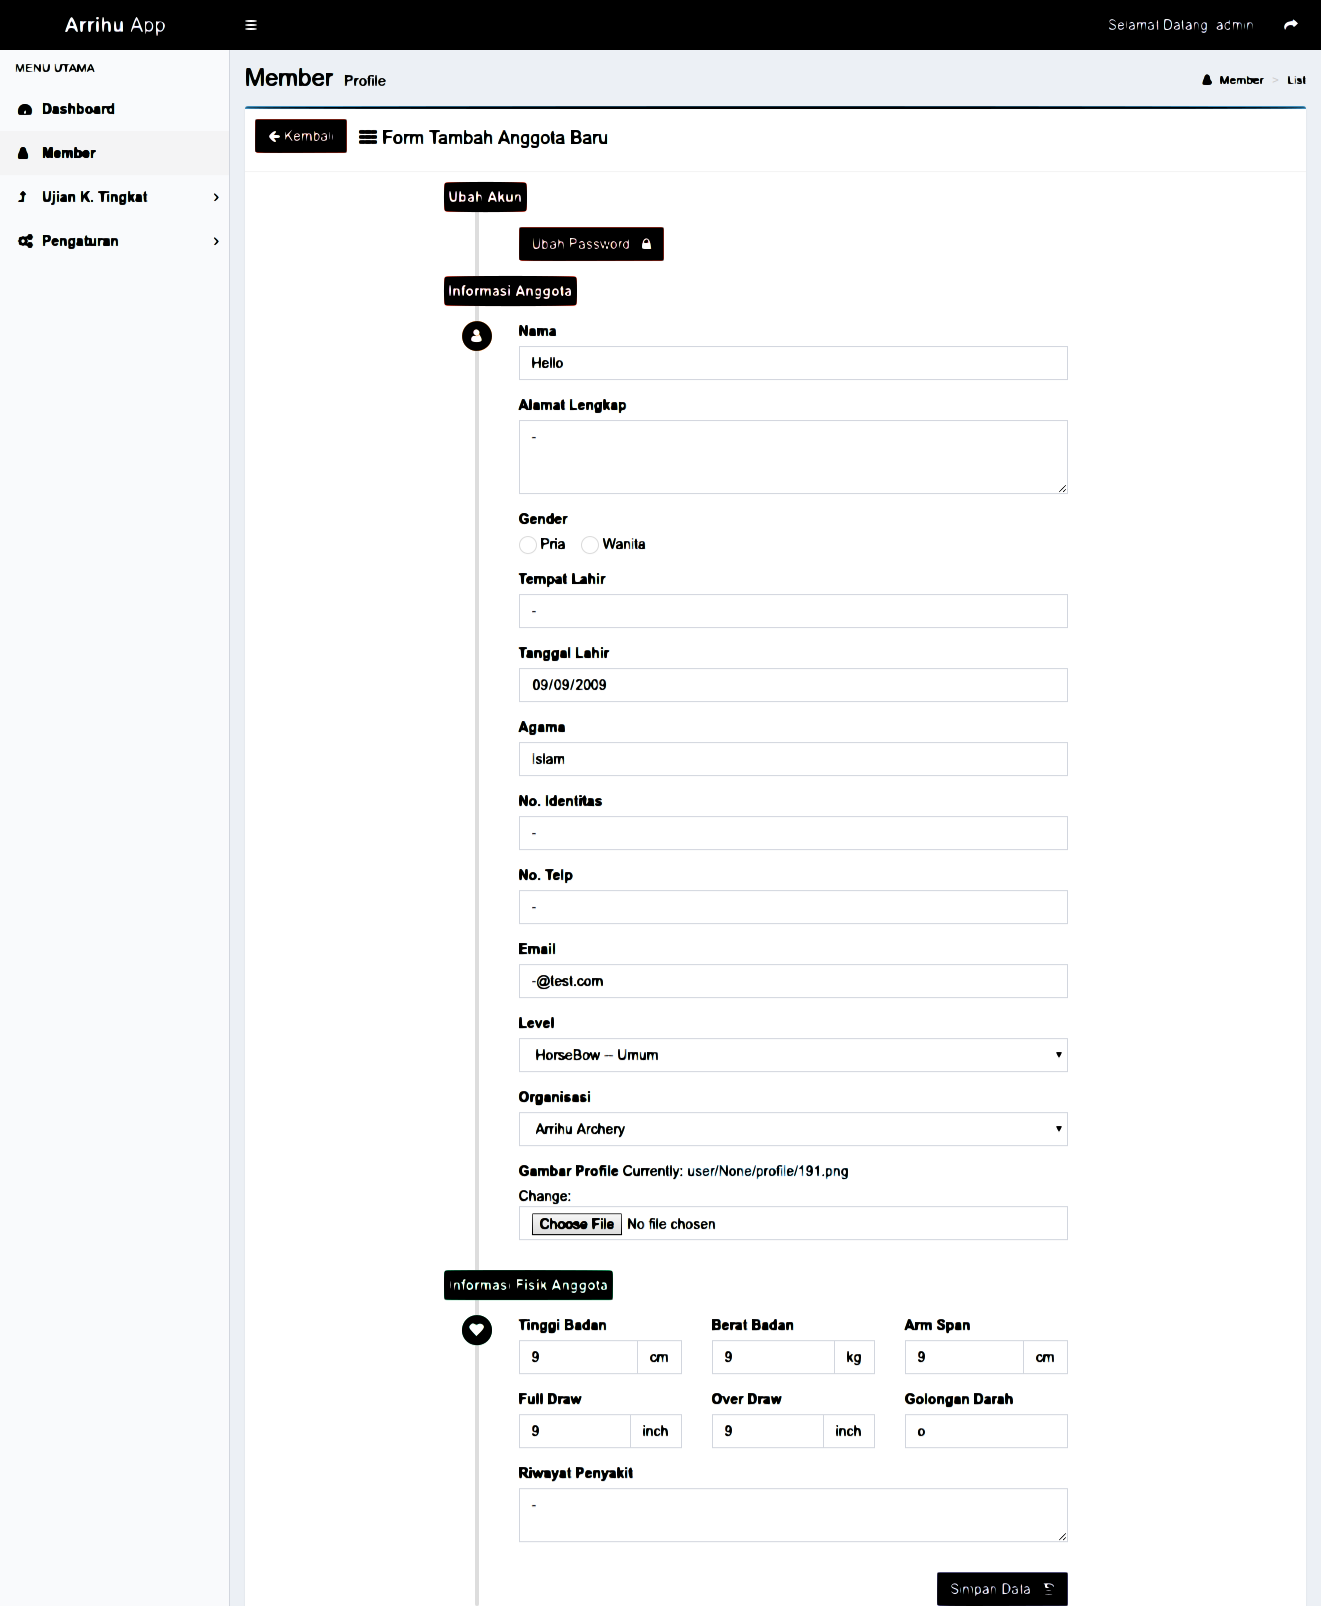 Arrihu App
Selamat Datang admin
MENU UTAMA
Dashboard
Member
Ujian K. Tingkat
Pengaturan
Member Profile
Member > List
Kembali
Form Tambah Anggota Baru
Ubah Akun
Ubah Password
Informasi Anggota
Nama
Hello
Alamat Lengkap
-
Gender
Pria Wanita
Tempat Lahir
-
Tanggal Lahir
09/09/2009
Agama
Islam
No. Identitas
-
No. Telp
-
Email
-@test.com
Level
HorseBow -- Umum
Organisasi
Arrihu Archery
Gambar Profile Currently: user/None/profile/191.png
Change:
Choose File No file chosen
Informasi Fisik Anggota
Tinggi Badan Berat Badan Arm Span
9 cm 9 kg 9 cm
Full Draw Over Draw Golongan Darah
9 inch 9 inch o
Riwayat Penyakit
-
Simpan Data